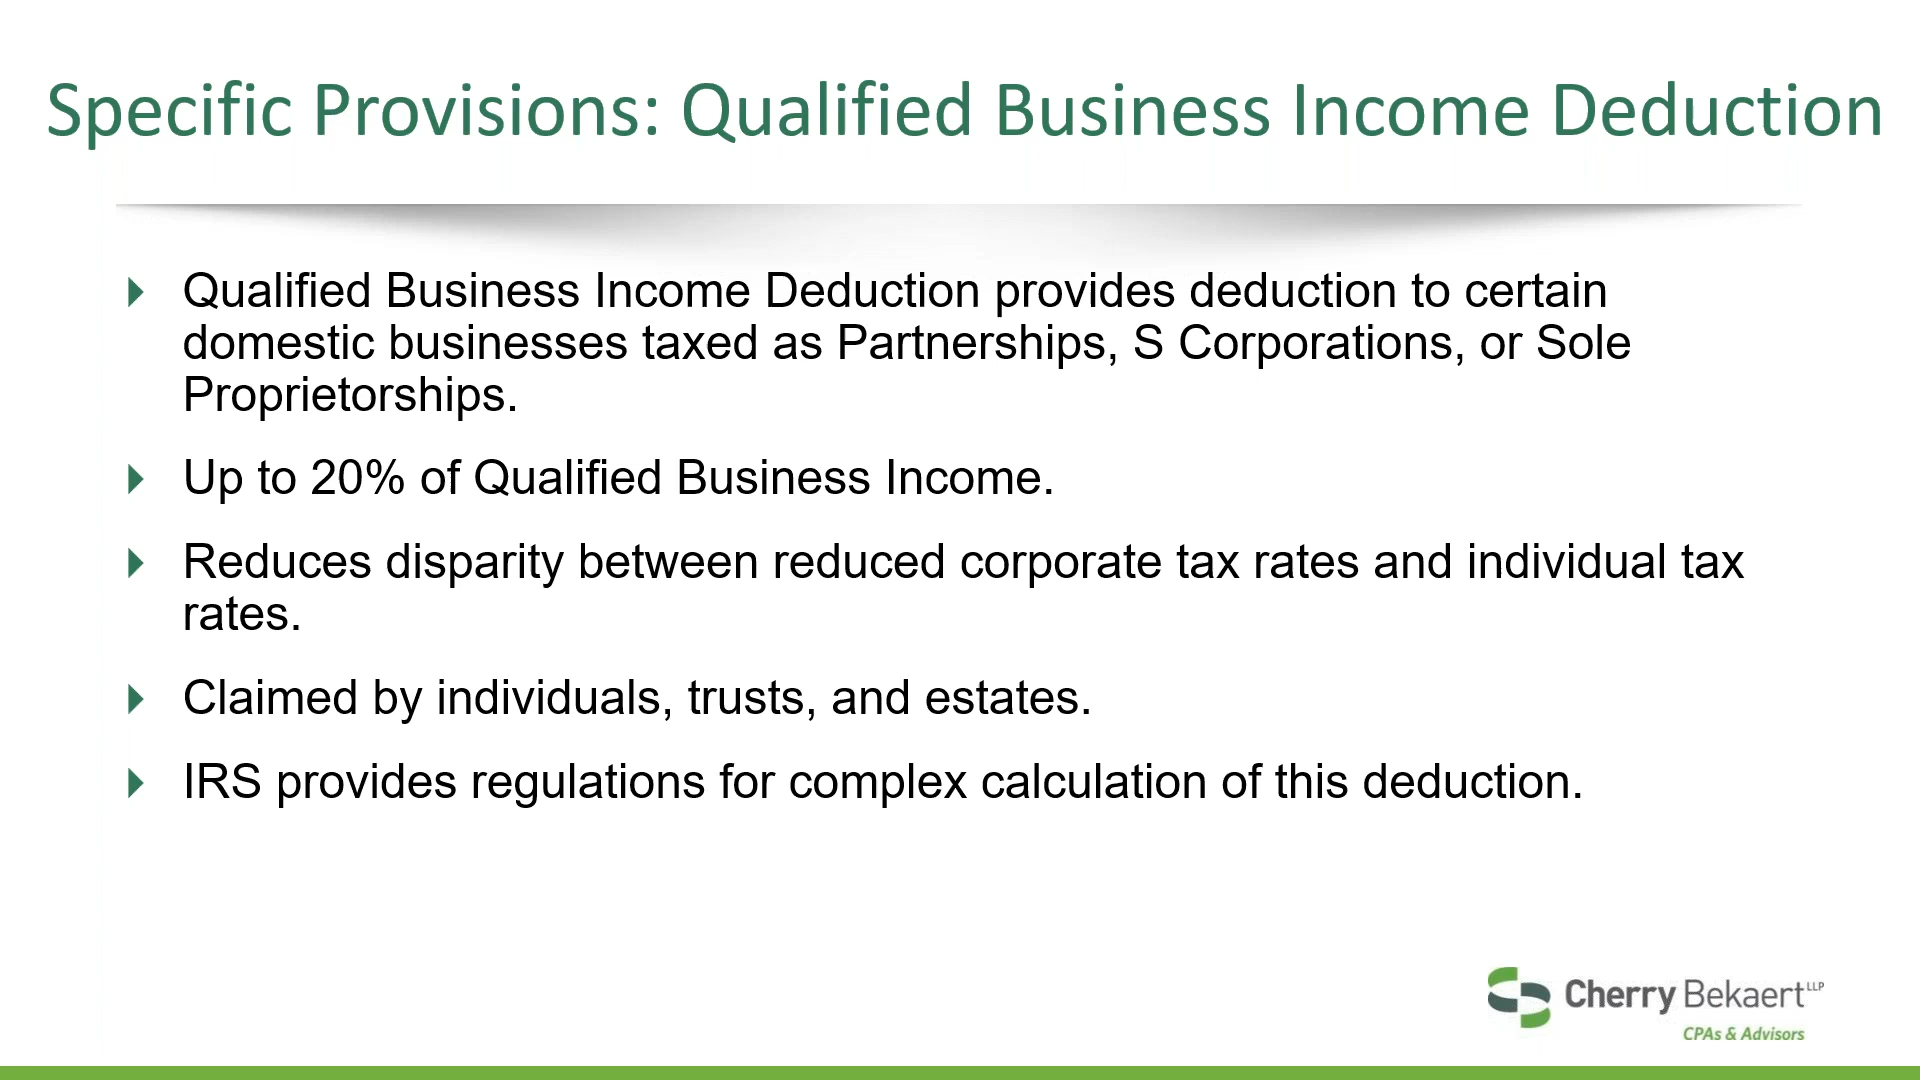 Specific Provisions: Qualified Business Income Deduction
Qualified Business Income Deduction provides deduction to certain
domestic businesses taxed as Partnerships, S Corporations, or Sole
Proprietorships.
Up to 20% of Qualified Business Income.
Reduces disparity between reduced corporate tax rates and individual tax
rates.
Claimed by individuals, trusts, and estates.
IRS provides regulations for complex calculation of this deduction.
Cherry Bekaert LLP
CPAs & Advisors